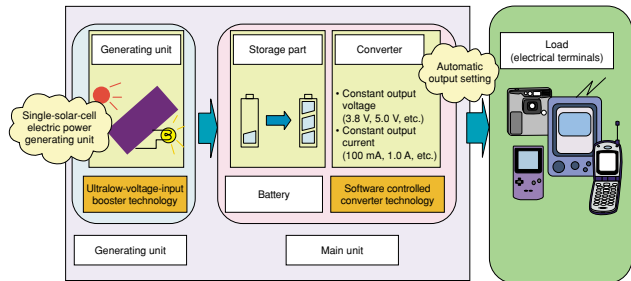 Generating unit
Storage part
Converter
Load
(electrical terminals)
Automatic
output setting
Single-solar-cell
electric power
generating unit
• Constant output
voltage
(3.8 V, 5.0 V, etc.)
• Constant output
current
(100 mA, 1.0 A, etc.)
Ultralow-voltage-input
booster technology
Battery
Software controlled
converter technology
Generating unit
Main unit